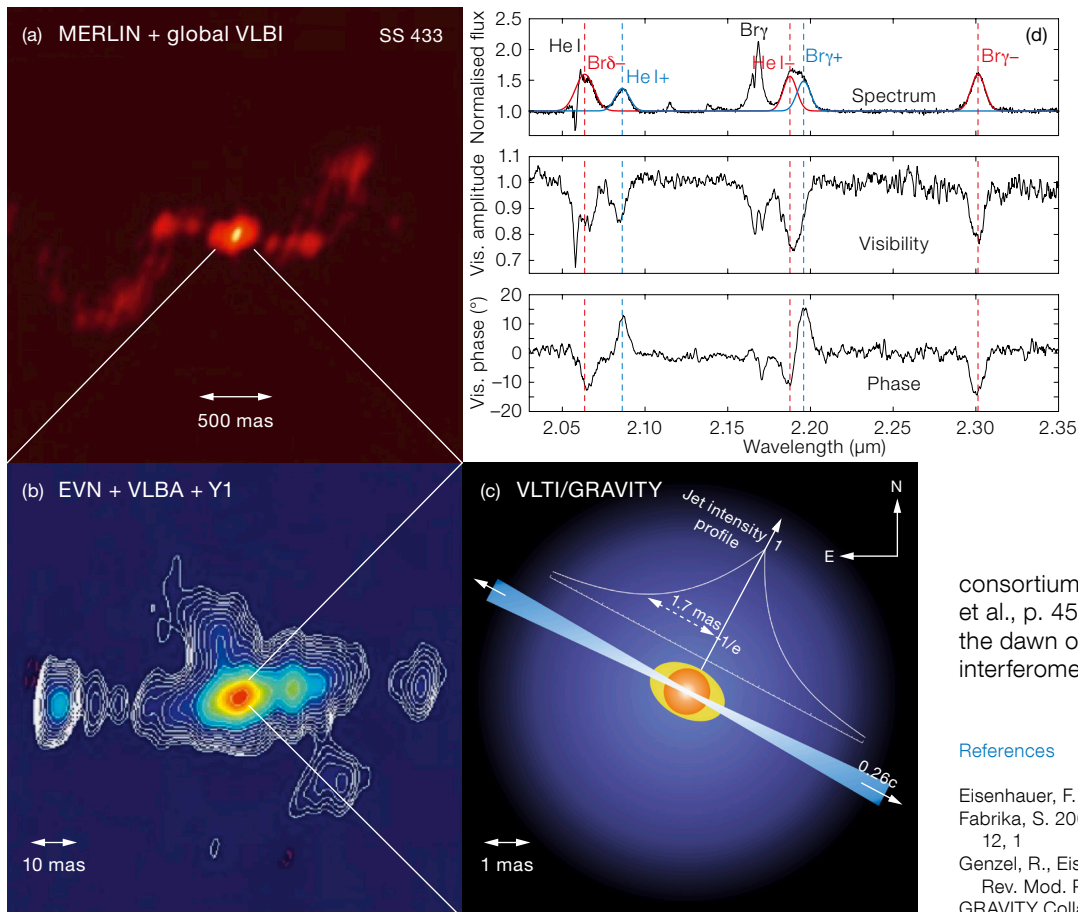 (a) MERLIN + global VLBI SS 433
500 mas
(b) EVN + VLBA + Y1
10 mas
(c) VLTI/GRAVITY
Jet intensity
profile
1
1.7 mas
1/e
0.26c
N
E
1 mas
(d)
Normalised flux
2.5
2.0
1.5
1.0
He I
Brδ−
He I+
Brγ
He I−
Brγ+
Brγ−
Spectrum
Vis. amplitude
1.1
1.0
0.9
0.8
0.7
Visibility
Vis. phase (°)
20
10
0
−10
−20
Phase
2.05 2.10 2.15 2.20 2.25 2.30 2.35
Wavelength (µm)
consortium
et al., p. 45
the dawn o
interferome
References
Eisenhauer, F.
Fabrika, S. 200
12, 1
Genzel, R., Eis
Rev. Mod. P
GRAVITY Colla